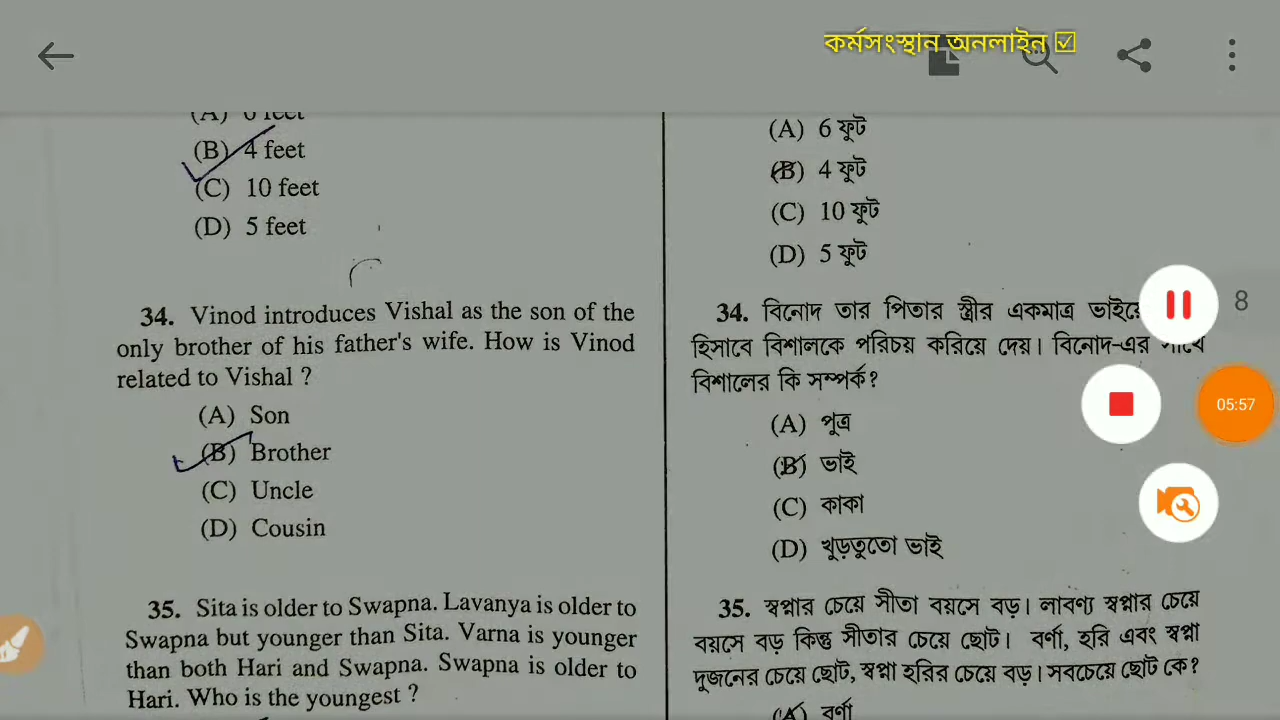 কর্মসংস্থান অনলাইন ☑
8
(B) 4 feet
(C) 10 feet
(D) 5 feet
34. Vinod introduces Vishal as the son of the
only brother of his father's wife. How is Vinod
related to Vishal ?
(A) Son
(B) Brother
(C) Uncle
(D) Cousin
35. Sita is older to Swapna. Lavanya is older to
Swapna but younger than Sita. Varna is younger
than both Hari and Swapna. Swapna is older to
Hari. Who is the youngest ?
(A) 6 ফুট
(B) 4 ফুট
(C) 10 ফুট
(D) 5 ফুট
34. বিনোদ তার পিতার স্ত্রীর একমাত্র
হিসাবে বিশালকে পরিচয় করিয়ে দেয়। বিনোদ-এর সাথে
বিশালের কি সম্পর্ক?
(A) পুত্র
(B) ভাই
(C) কাকা
(D) খুড়তুতো ভাই
35. স্বপ্নার চেয়ে সীতা বয়সে বড়। লাবণ্য স্বপ্নার চেয়ে
বয়সে বড় কিন্তু সীতার চেয়ে ছোট। বর্ণা, হরি এবং স্বপ্না
দুজনের চেয়ে ছোট, স্বপ্না হরির চেয়ে বড়। সবচেয়ে ছোট কে?
(A) বর্ণা
05:57